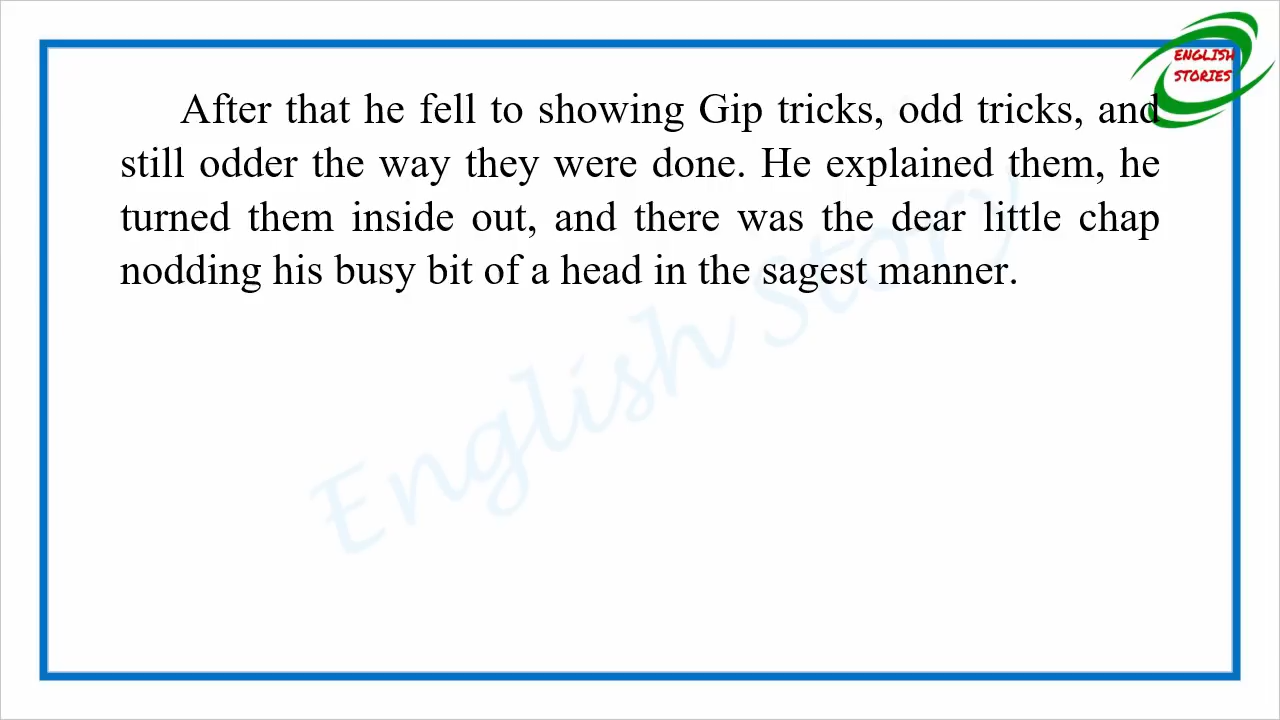 ENGLISH
STORIES
After that he fell to showing Gip tricks, odd tricks, and
still odder the way they were done. He explained them, he
turned them inside out, and there was the dear little chap
nodding his busy bit of a head in the sagest manner.
English Story